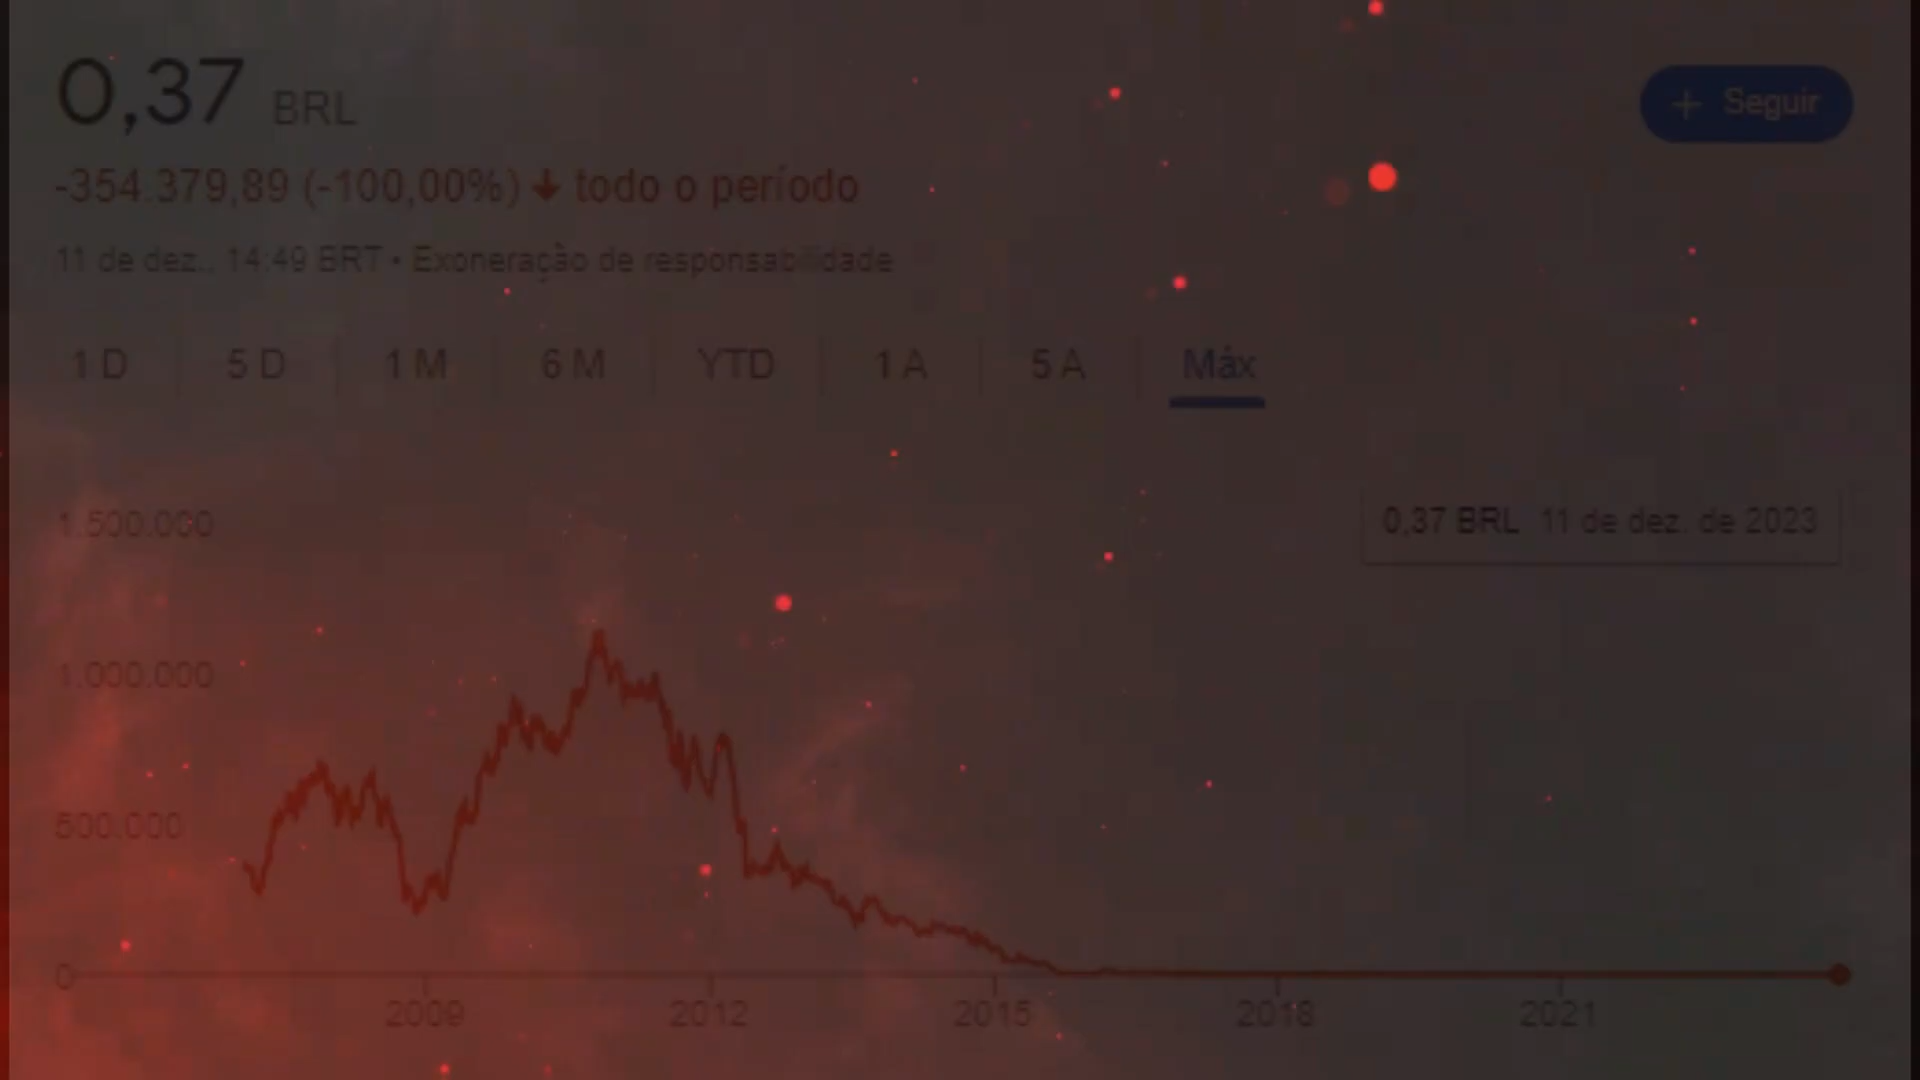 0,37 BRL
+ Seguir
-354.379,89 (-100,00%) ↓ todo o período
11 de dez., 14:49 BRT • Exoneração de responsabilidade
1 D 5 D 1 M 6 M YTD 1 A 5 A Máx
1.500.000
0,37 BRL 11 de dez. de 2023
1.000.000
500.000
0
2009 2012 2015 2018 2021